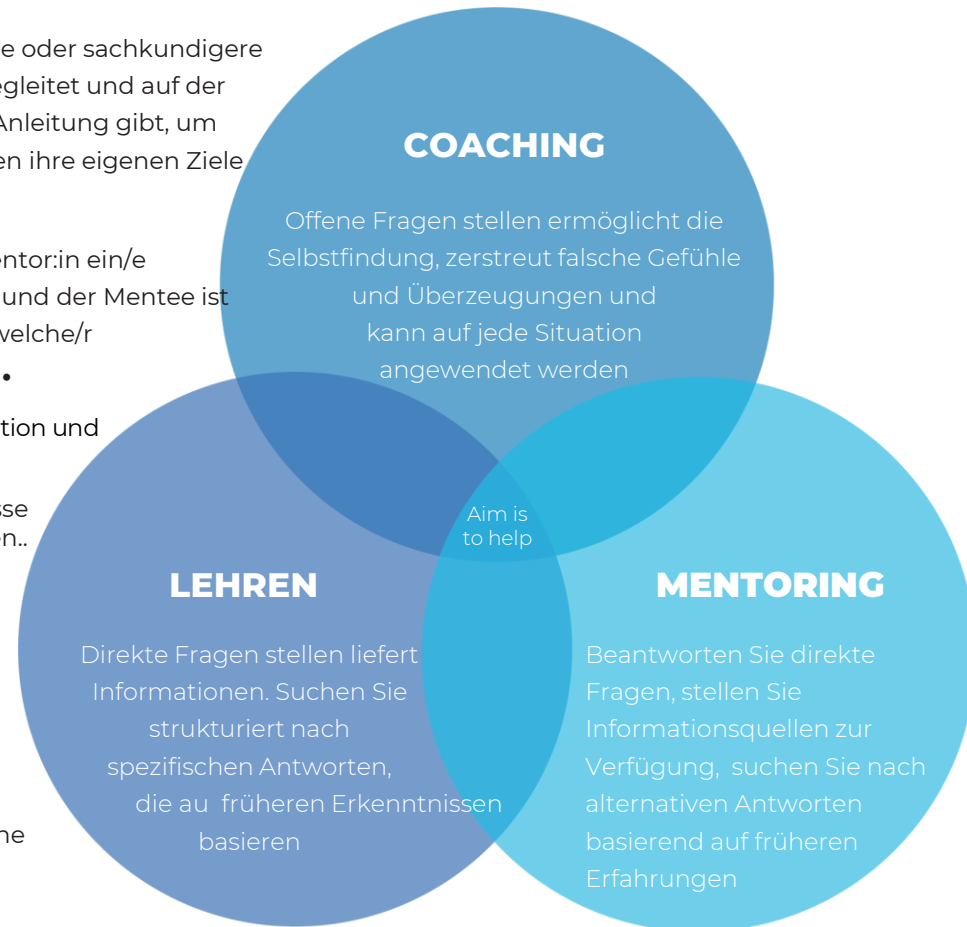 e oder sachkundigere
egleitet und auf der
Anleitung gibt, um
en ihre eigenen Ziele
entor:in ein/e
und der Mentee ist
welche/r
.
tion und
sse
en..
ne
COACHING
Offene Fragen stellen ermöglicht die
Selbstfindung, zerstreut falsche Gefühle
und Überzeugungen und
kann auf jede Situation
angewendet werden
Aim is
to help
LEHREN
Direkte Fragen stellen liefert
Informationen. Suchen Sie
strukturiert nach
spezifischen Antworten,
die au  früheren Erkenntnissen
basieren
MENTORING
Beantworten Sie direkte
Fragen, stellen Sie
Informationsquellen zur
Verfügung,  suchen Sie nach
alternativen Antworten
basierend auf früheren
Erfahrungen